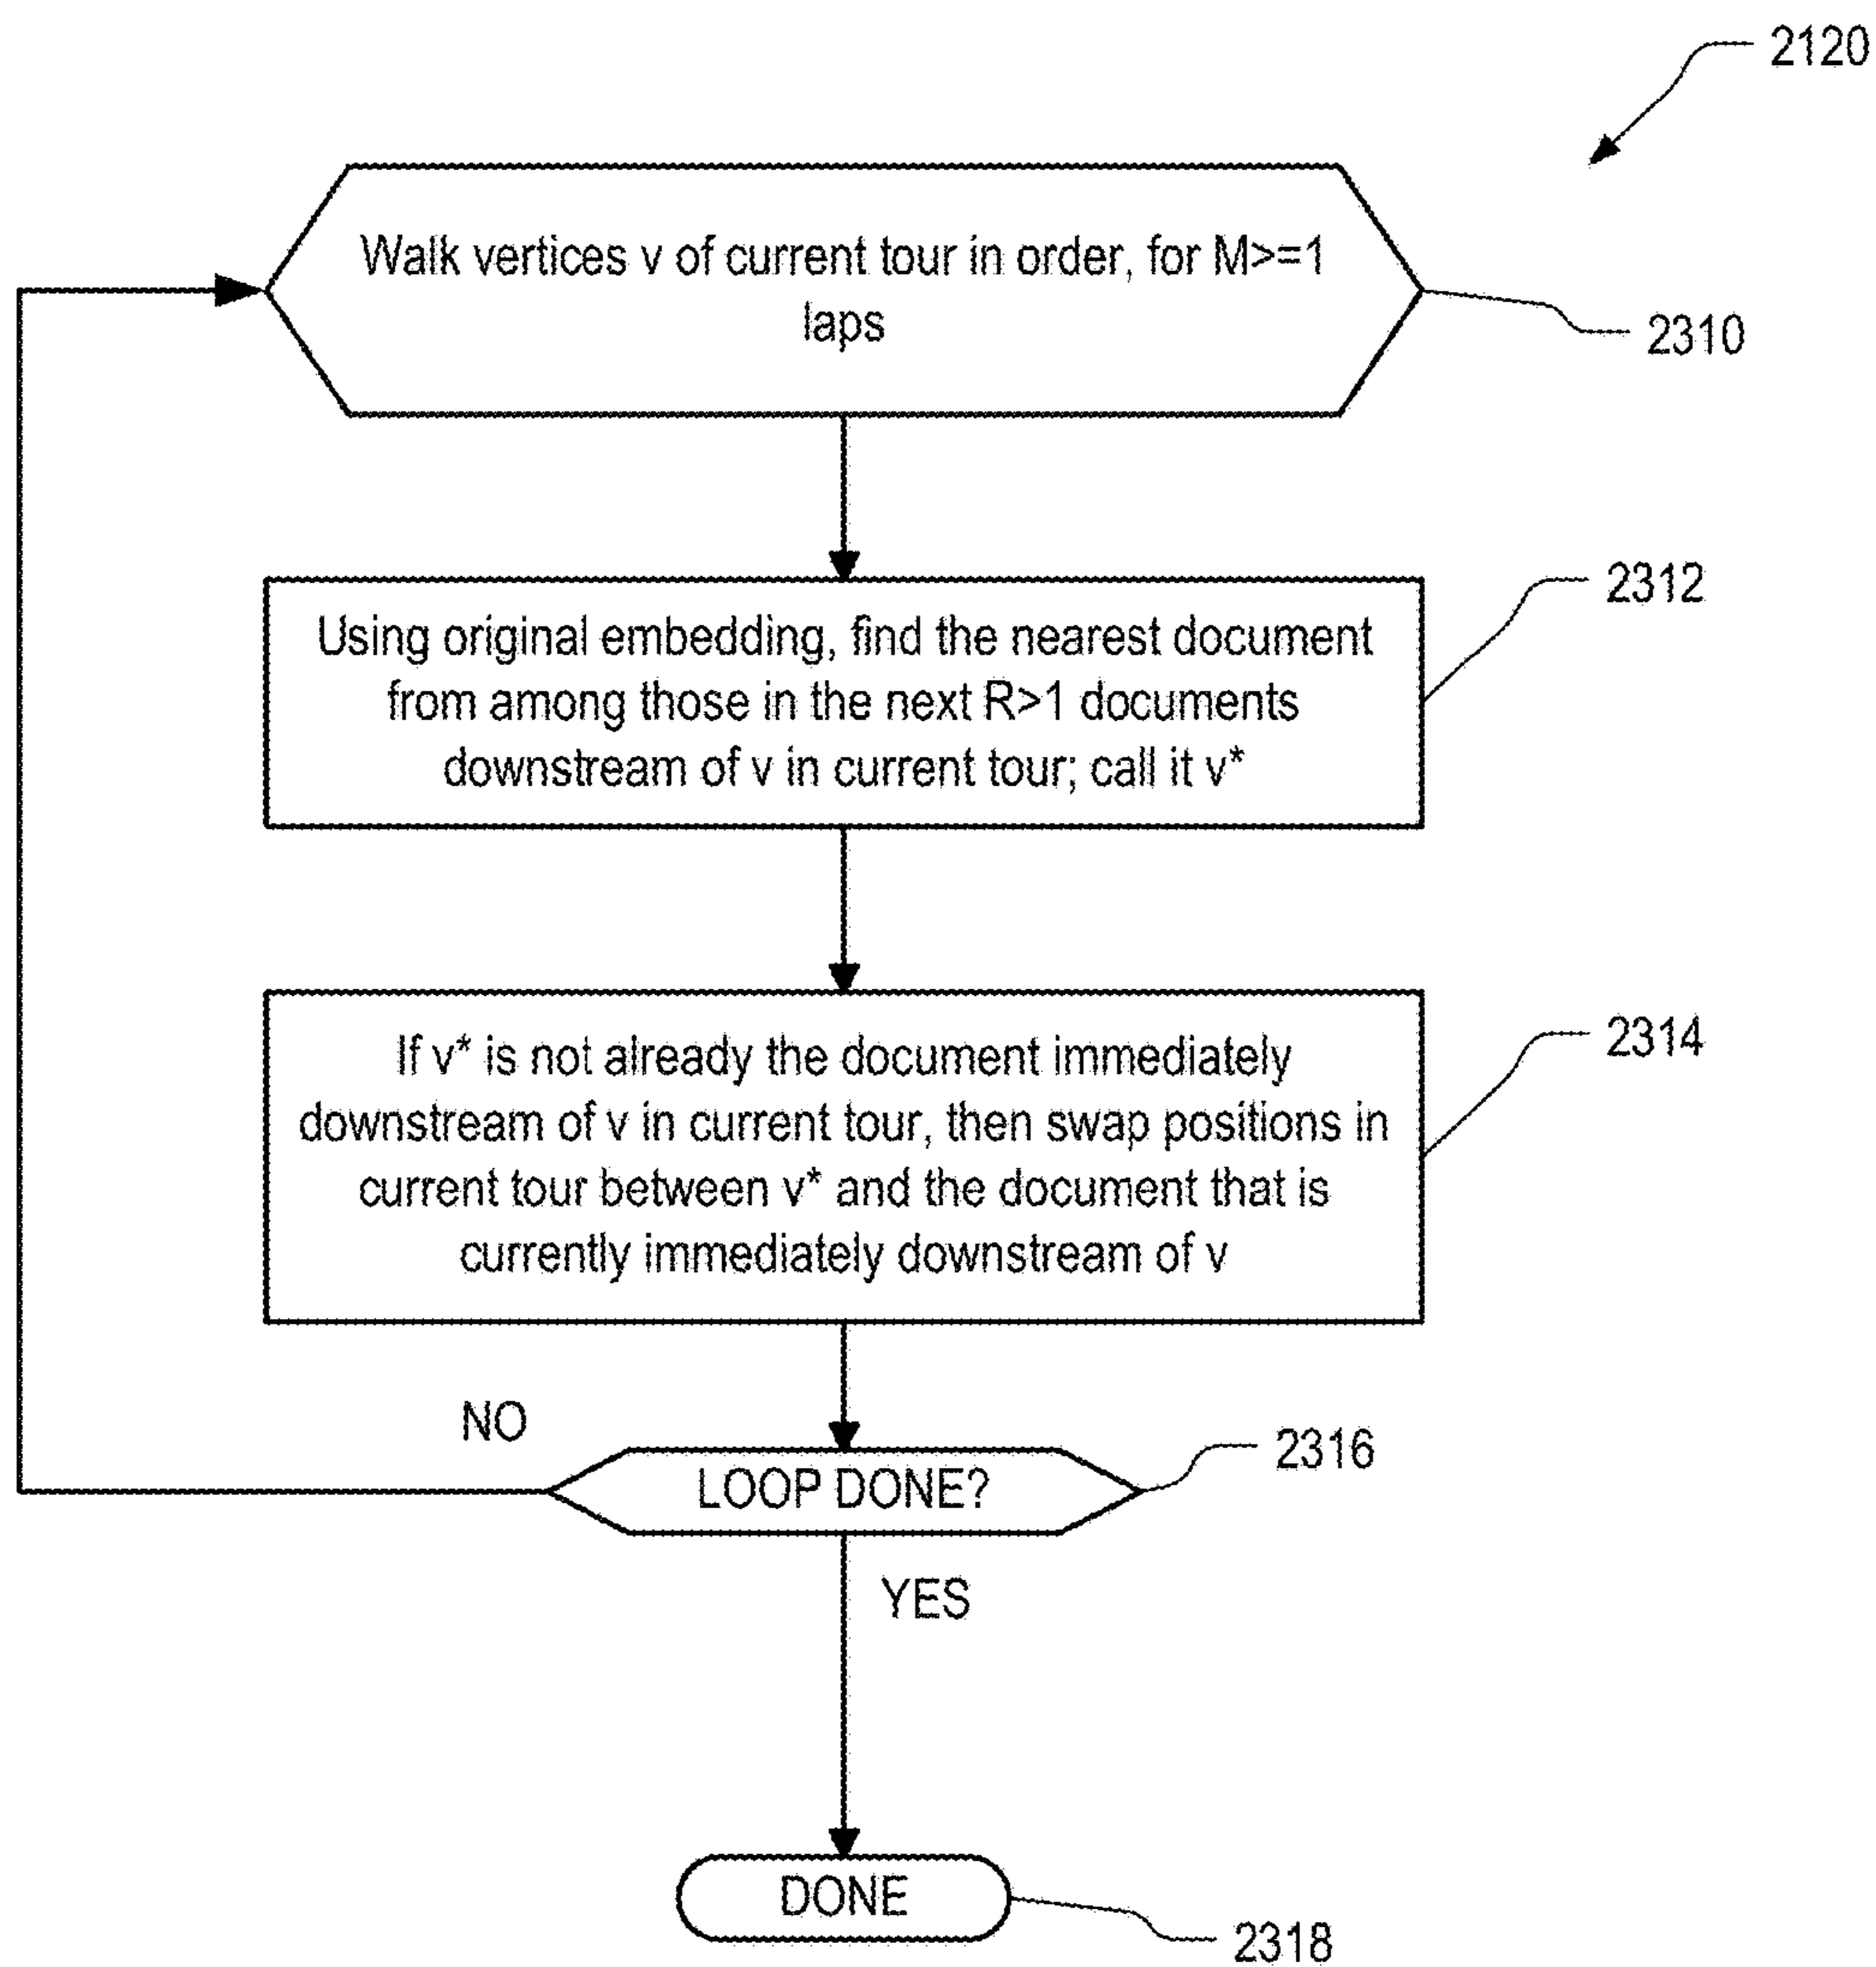 2120
Walk vertices v of current tour in order, for M>=1
laps
2310
Using original embedding, find the nearest document
from among those in the next R>1 documents
downstream of v in current tour; call it v*
2312
If v* is not already the document immediately
downstream of v in current tour, then swap positions in
current tour between v* and the document that is
currently immediately downstream of v
2314
NO
LOOP DONE?
2316
YES
DONE
2318